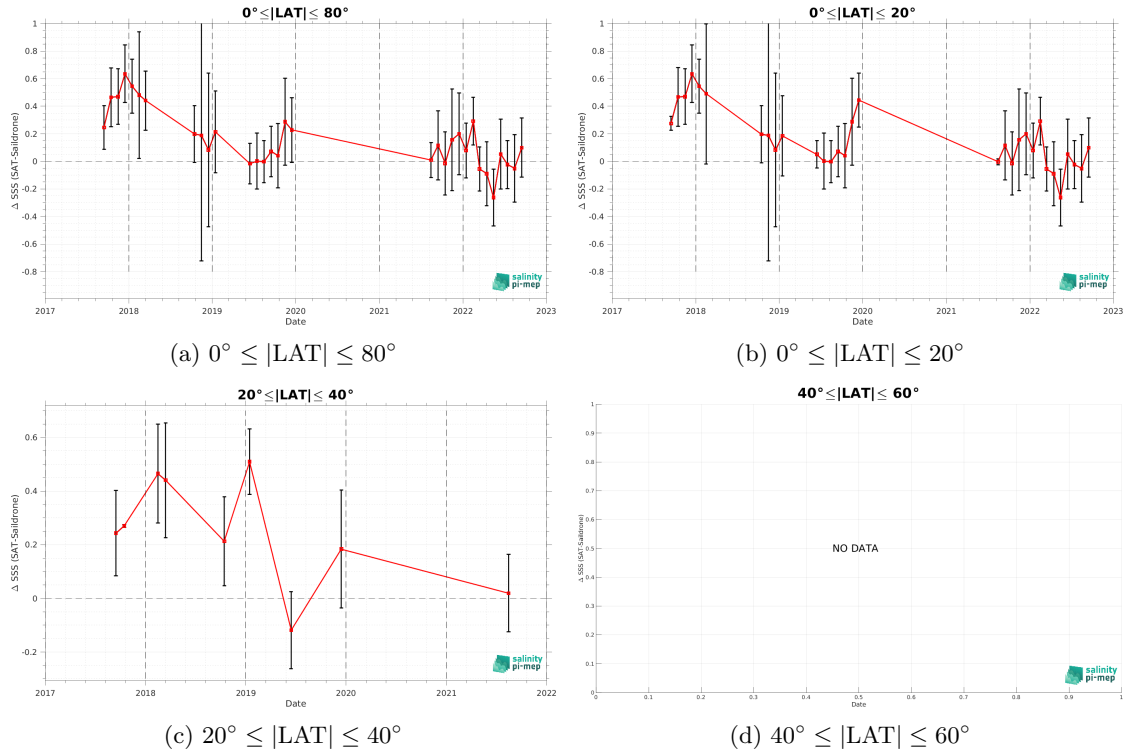 0°≤|LAT|≤ 80°
1
0.8
0.6
0.4
0.2
0
-0.2
-0.4
-0.6
-0.8
Δ SSS (SAT-Saildrone)
2017 2018 2019 2020 2021 2022 2023
Date
salinity
pi-mep
(a) 0° ≤ |LAT| ≤ 80°
0°≤|LAT|≤ 20°
1
0.8
0.6
0.4
0.2
0
-0.2
-0.4
-0.6
-0.8
Δ SSS (SAT-Saildrone)
2017 2018 2019 2020 2021 2022 2023
Date
salinity
pi-mep
(b) 0° ≤ |LAT| ≤ 20°
20°≤|LAT|≤ 40°
0.6
0.4
0.2
0
-0.2
Δ SSS (SAT-Saildrone)
2017 2018 2019 2020 2021 2022
Date
salinity
pi-mep
(c) 20° ≤ |LAT| ≤ 40°
40°≤|LAT|≤ 60°
1
0.9
0.8
0.7
0.6
0.5
0.4
0.3
0.2
0.1
0
Δ SSS (SAT-Saildrone)
NO DATA
0 0.1 0.2 0.3 0.4 0.5 0.6 0.7 0.8 0.9 1
Date
salinity
pi-mep
(d) 40° ≤ |LAT| ≤ 60°